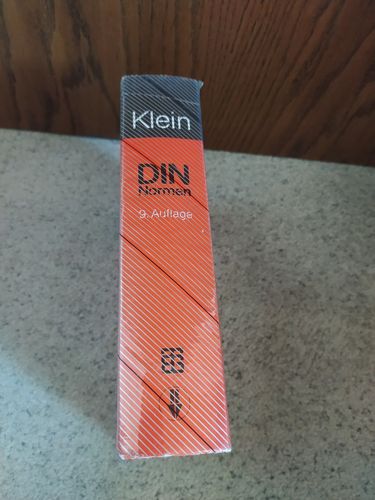 Klein
DIN
Normen
9. Auflage